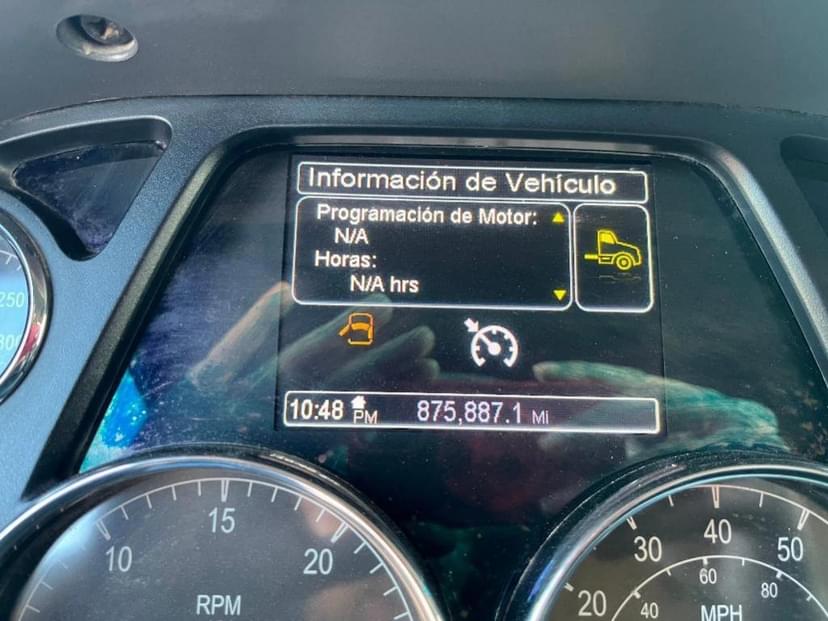 Información de Vehículo
Programación de Motor:
N/A
Horas:
N/A hrs
10:48 PM 875,887.1 Mi
250
10 15 20
RPM
20 30 40 50
40 60 80
MPH